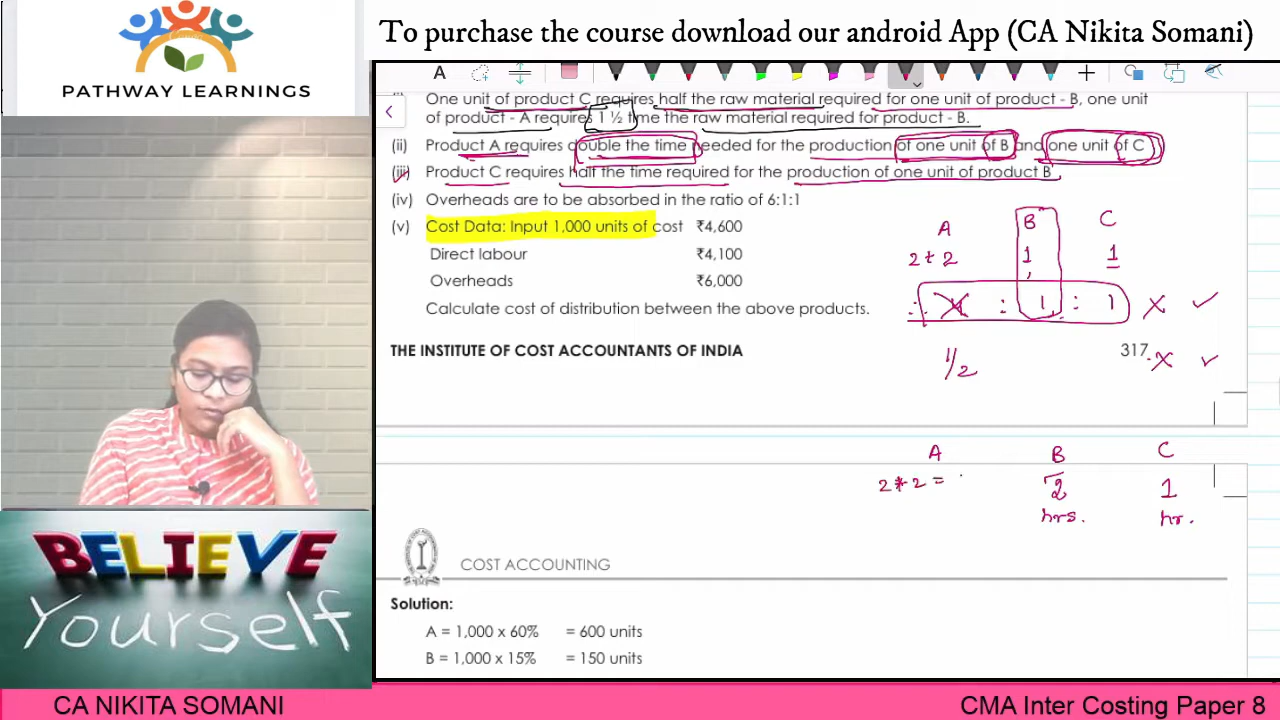 To purchase the course download our android App (CA Nikita Somani)
PATHWAY LEARNINGS
A
One unit of product C requires half the raw material required for one unit of product - B, one unit
of product - A requires 1 ½ time the raw material required for product - B.
(ii) Product A requires double the time needed for the production of one unit of B and one unit of C
(iii) Product C requires half the time required for the production of one unit of product B
(iv) Overheads are to be absorbed in the ratio of 6:1:1
(v) Cost Data: Input 1,000 units of cost ₹4,600
Direct labour ₹4,100
Overheads ₹6,000
Calculate cost of distribution between the above products.
A B C
2 + 2 1 1
: : 1 : 1 X ✓
1/2 X ✓
THE INSTITUTE OF COST ACCOUNTANTS OF INDIA 317
A B C
2 * 2 = 2 1
hrs. hr.
COST ACCOUNTING
Solution:
A = 1,000 x 60% = 600 units
B = 1,000 x 15% = 150 units
BELIEVE
Yourself
CA NIKITA SOMANI
CMA Inter Costing Paper 8